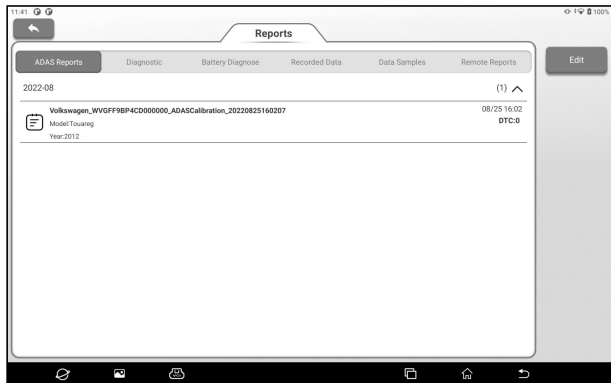 11:41
100%
Reports
ADAS Reports
Diagnostic
Battery Diagnose
Recorded Data
Data Samples
Remote Reports
Edit
2022-08
(1)
Volkswagen_WVGFF9BP4CD000000_ADASCalibration_20220825160207
08/25 16:02
Model:Touareg
DTC:0
Year:2012
VCI